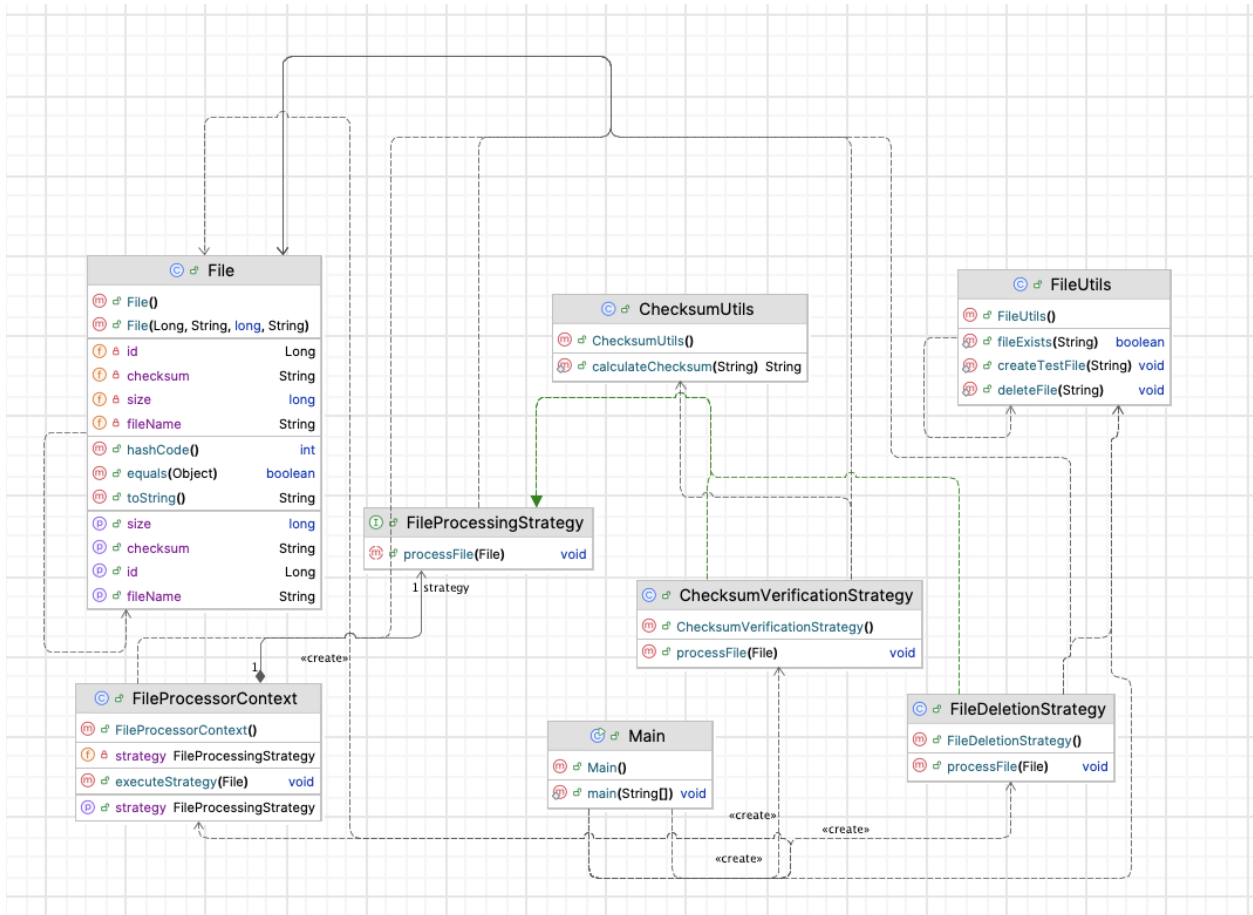 File
File()
File(Long, String, long, String)
id Long
checksum String
size long
fileName String
hashCode() int
equals(Object) boolean
toString() String
size long
checksum String
id Long
fileName String
ChecksumUtils
ChecksumUtils()
calculateChecksum(String) String
FileUtils
FileUtils()
fileExists(String) boolean
createTestFile(String) void
deleteFile(String) void
FileProcessingStrategy
processFile(File) void
1 strategy
1
«create»
ChecksumVerificationStrategy
ChecksumVerificationStrategy()
processFile(File) void
FileProcessorContext
FileProcessorContext()
strategy FileProcessingStrategy
executeStrategy(File) void
strategy FileProcessingStrategy
Main
Main()
main(String[]) void
FileDeletionStrategy
FileDeletionStrategy()
processFile(File) void
«create»
«create»
«create»